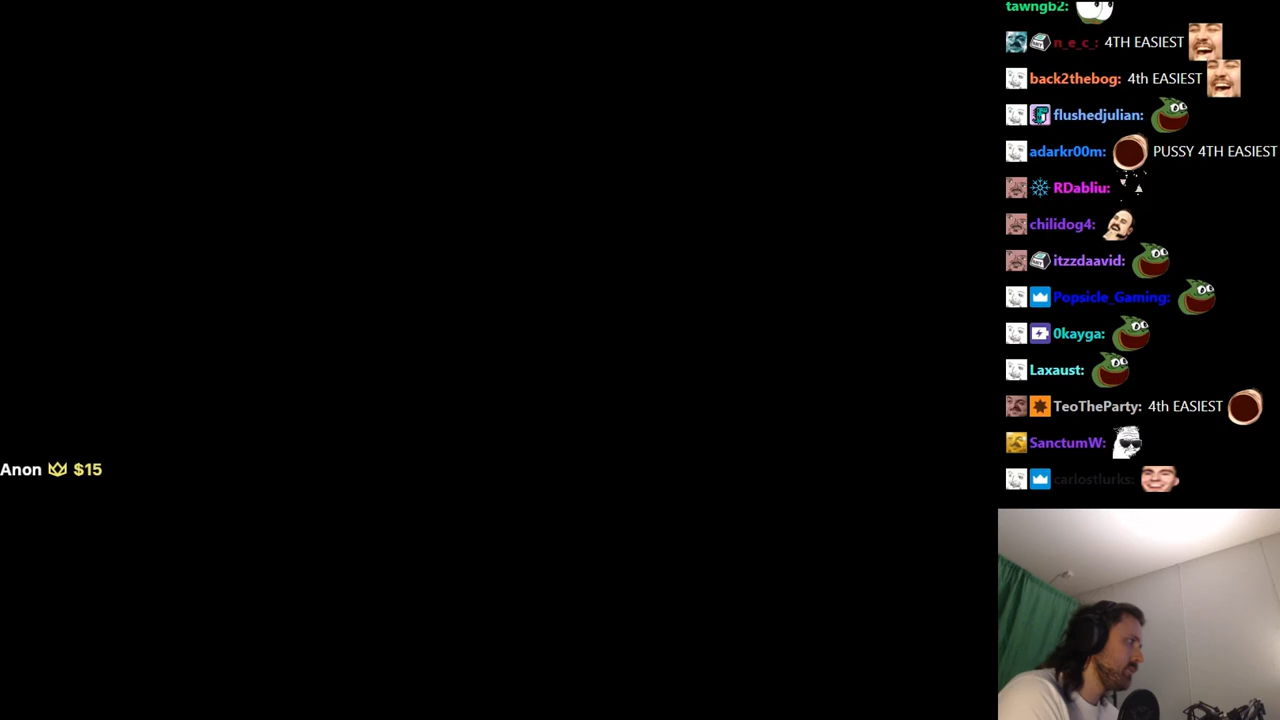 tawngb2:
n_e_c_: 4TH EASIEST
back2thebog: 4th EASIEST
flushedjulian:
adarkr00m: PUSSY 4TH EASIEST
RDabliu:
chilidog4:
itzzdaavid:
Popsicle_Gaming:
0kayga:
Laxaust:
TeoTheParty: 4th EASIEST
Anon $15
SanctumW:
carlostlurks: